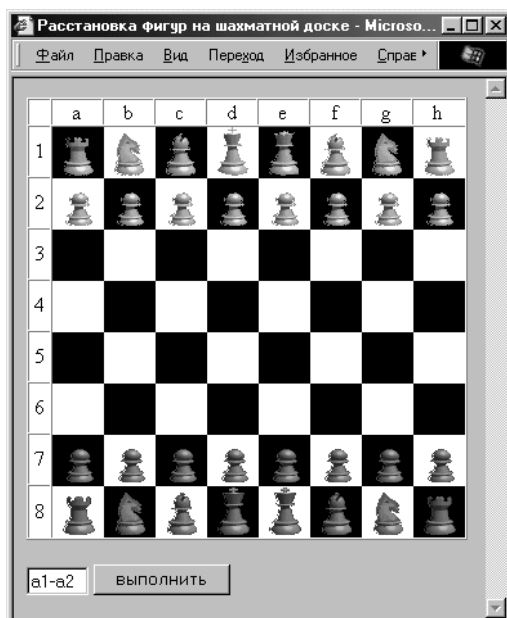 Расстановка фигур на шахматной доске - Microso...
Файл Правка Вид Переход Избранное Справ
a b c d e f g h
1
2
3
4
5
6
7
8
a1-a2 выполнить